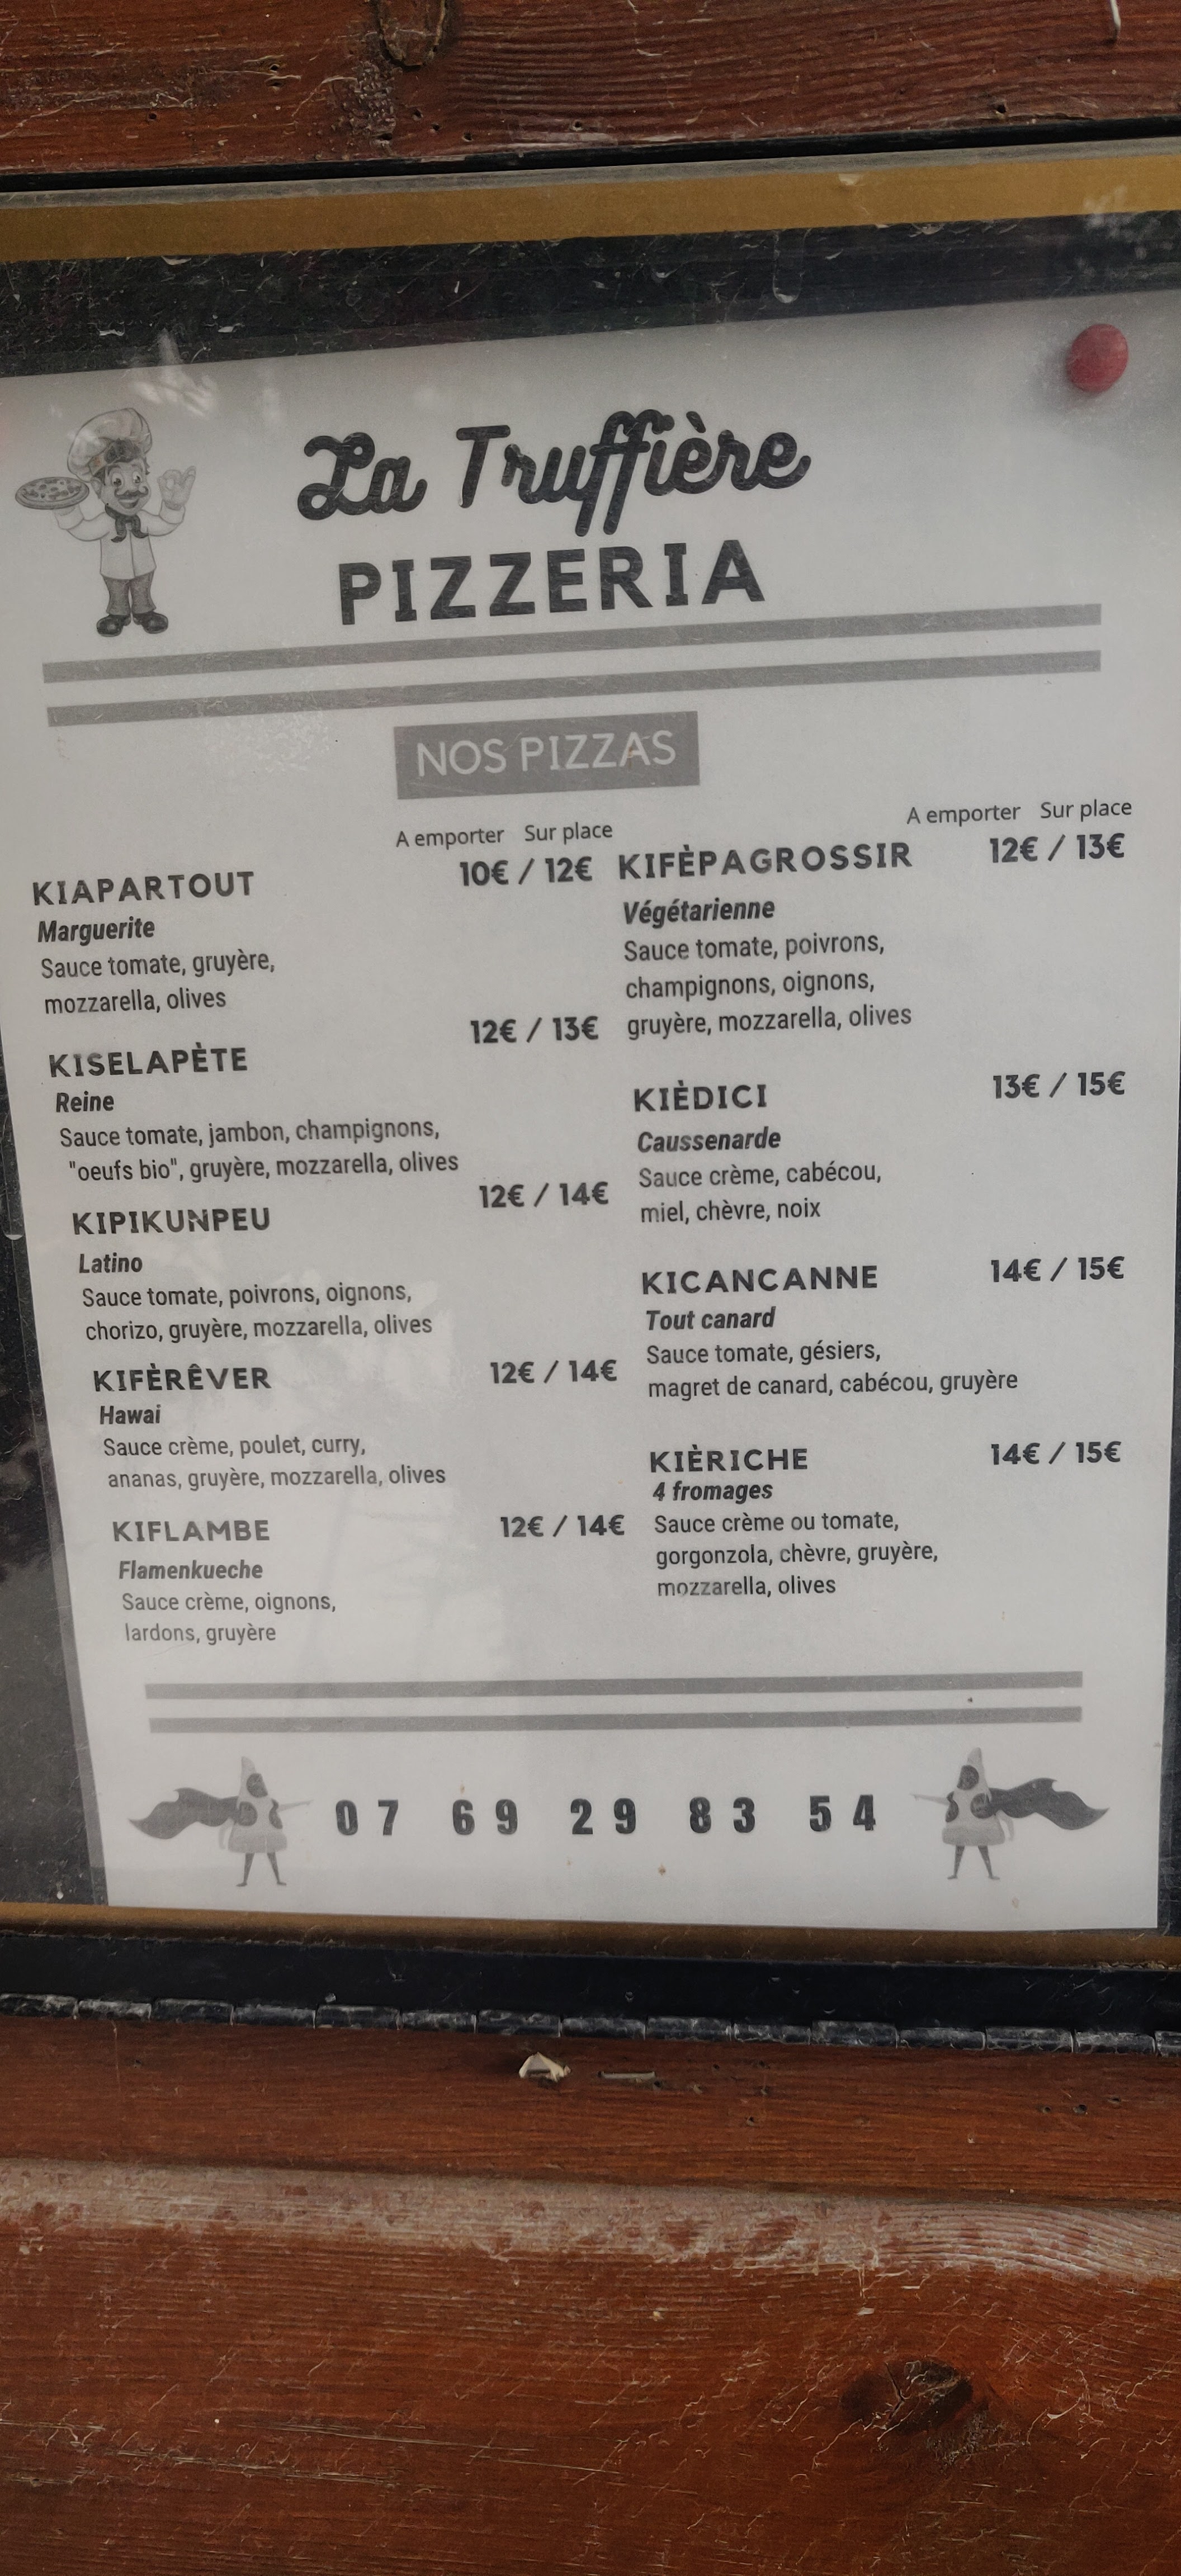 La Truffière
PIZZERIA
NOS PIZZAS
A emporter Sur place
KIAPARTOUT 10€ / 12€
Marguerite
Sauce tomate, gruyère,
mozzarella, olives
KISELAPÈTE 12€ / 13€
Reine
Sauce tomate, jambon, champignons,
"oeufs bio", gruyère, mozzarella, olives
KIPIKUNPEU 12€ / 14€
Latino
Sauce tomate, poivrons, oignons,
chorizo, gruyère, mozzarella, olives
KIFÈRÊVER 12€ / 14€
Hawai
Sauce crème, poulet, curry,
ananas, gruyère, mozzarella, olives
KIFLAMBE 12€ / 14€
Flamenkueche
Sauce crème, oignons,
lardons, gruyère
A emporter Sur place
KIFÈPAGROSSIR 12€ / 13€
Végétarienne
Sauce tomate, poivrons,
champignons, oignons,
gruyère, mozzarella, olives
KIÈDICI 13€ / 15€
Caussenarde
Sauce crème, cabécou,
miel, chèvre, noix
KICANCANNE 14€ / 15€
Tout canard
Sauce tomate, gésiers,
magret de canard, cabécou, gruyère
KIÈRICHE 14€ / 15€
4 fromages
Sauce crème ou tomate,
gorgonzola, chèvre, gruyère,
mozzarella, olives
07 69 29 83 54